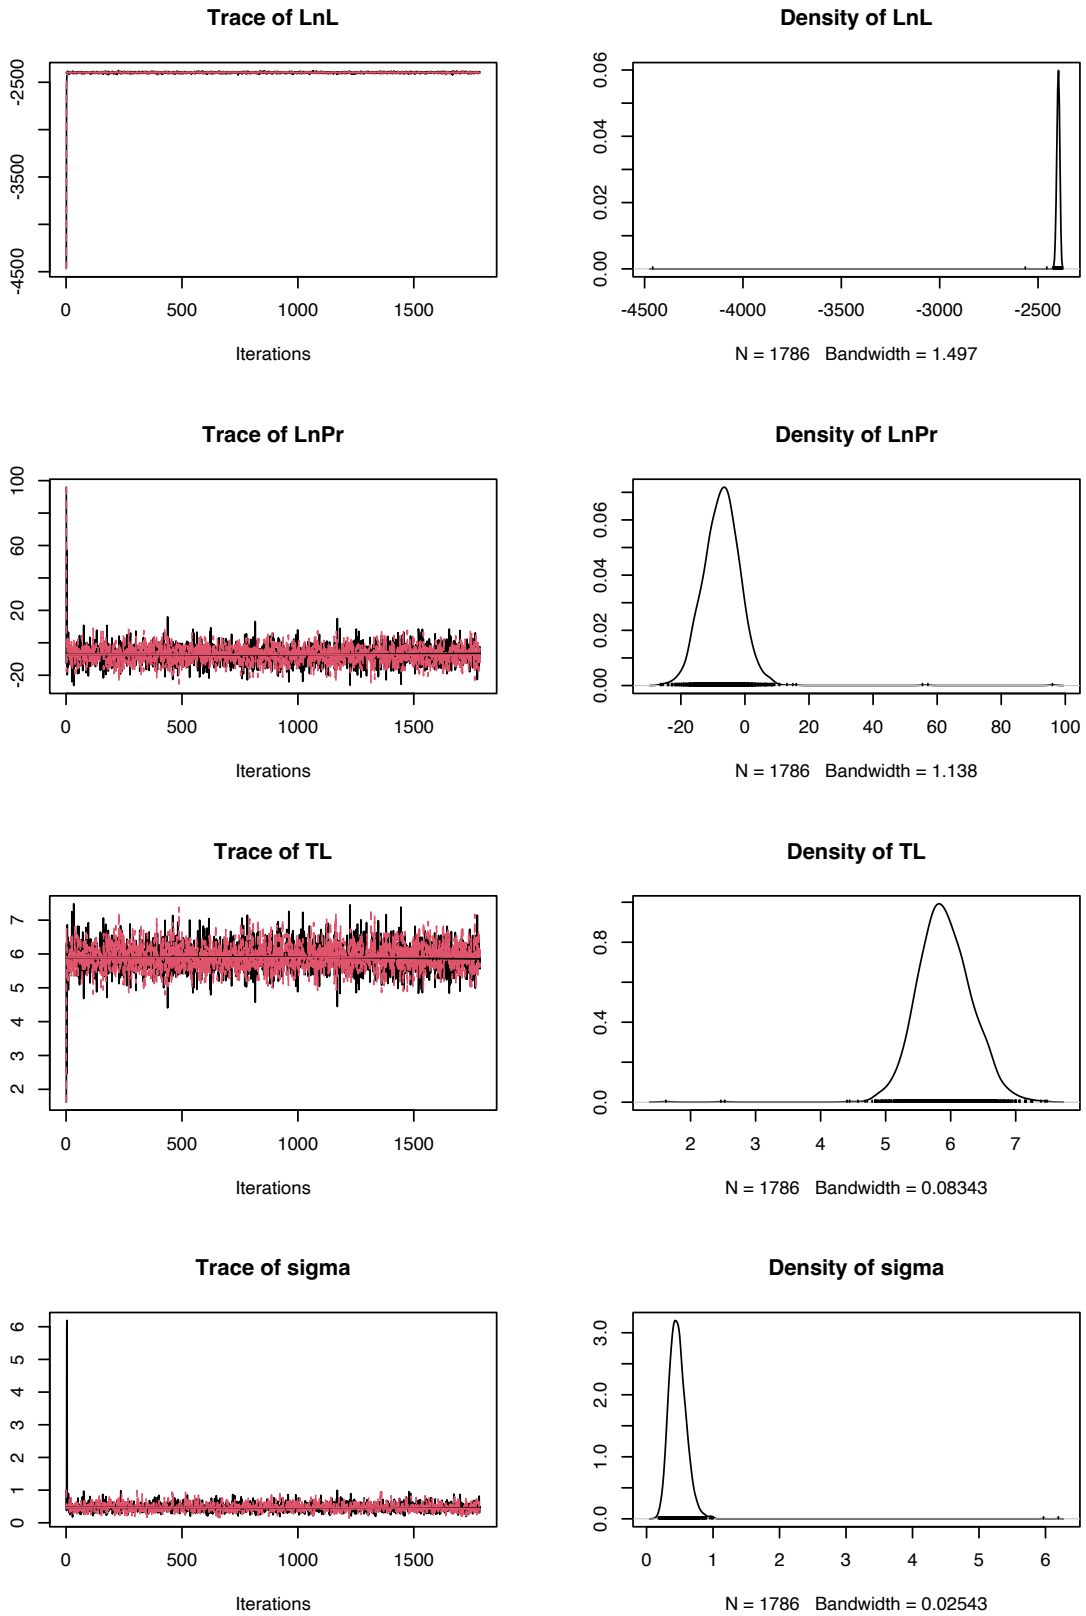 Trace of LnL
-2500
-3500
-4500
0 500 1000 1500
Iterations
Density of LnL
0.06
0.04
0.02
0.00
-4500 -4000 -3500 -3000 -2500
N = 1786 Bandwidth = 1.497
Trace of LnPr
100
60
20
-20
0 500 1000 1500
Iterations
Density of LnPr
0.06
0.04
0.02
0.00
-20 0 20 40 60 80 100
N = 1786 Bandwidth = 1.138
Trace of TL
7
6
5
4
3
2
0 500 1000 1500
Iterations
Density of TL
0.8
0.4
0.0
2 3 4 5 6 7
N = 1786 Bandwidth = 0.08343
Trace of sigma
6
5
4
3
2
1
0
0 500 1000 1500
Iterations
Density of sigma
3.0
2.0
1.0
0.0
0 1 2 3 4 5 6
N = 1786 Bandwidth = 0.02543